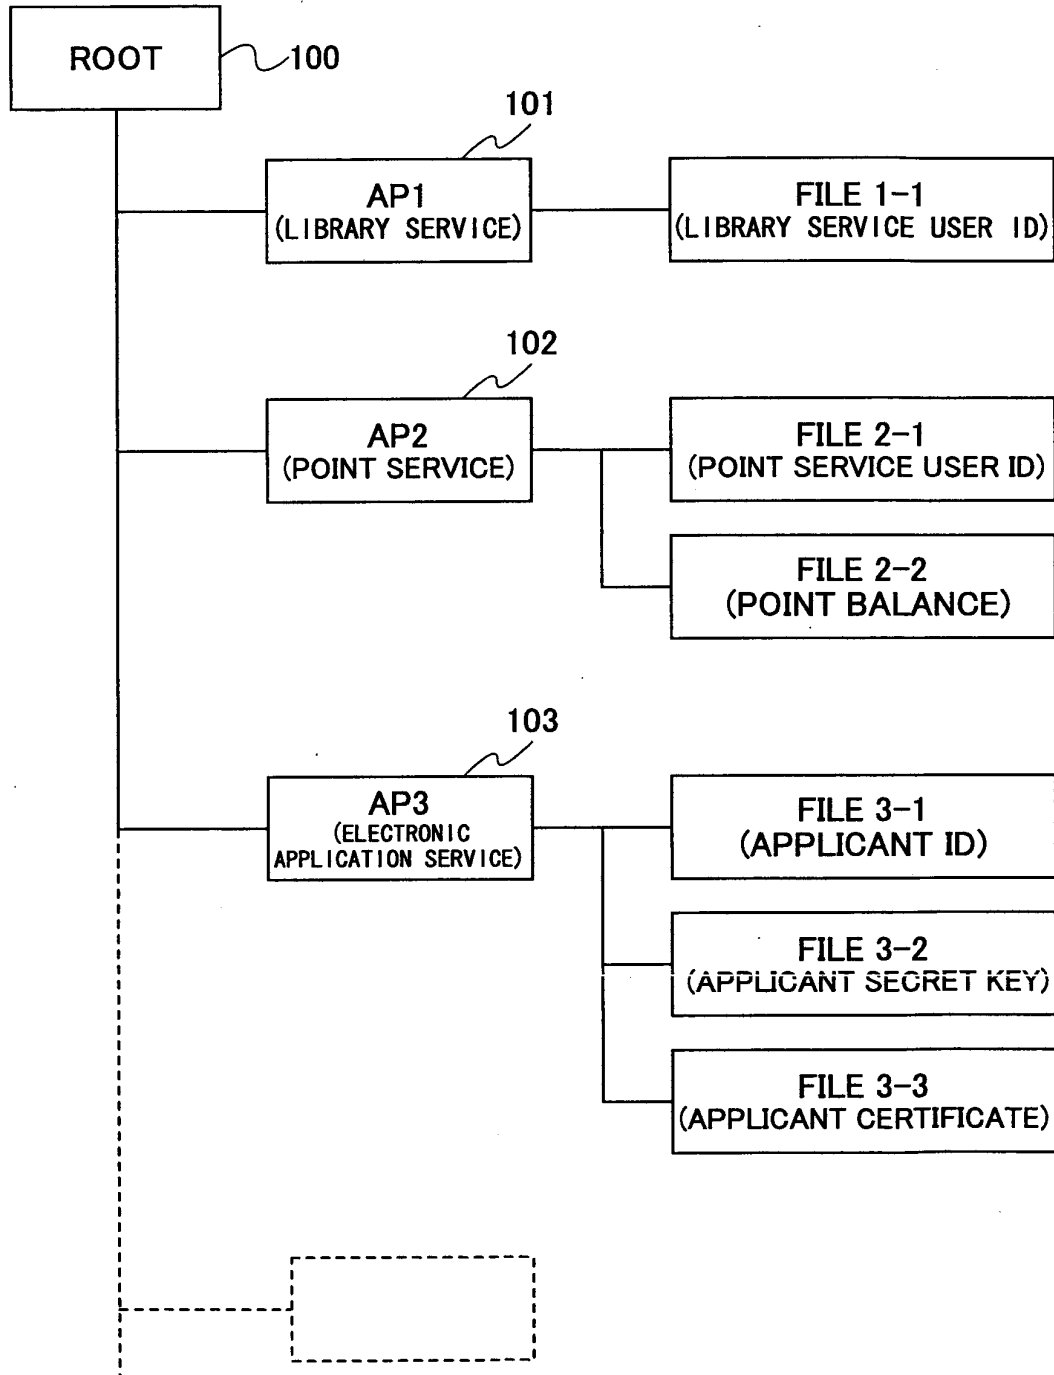 ROOT
100
101
AP1
(LIBRARY SERVICE)
FILE 1-1
(LIBRARY SERVICE USER ID)
102
AP2
(POINT SERVICE)
FILE 2-1
(POINT SERVICE USER ID)
FILE 2-2
(POINT BALANCE)
103
AP3
(ELECTRONIC
APPLICATION SERVICE)
FILE 3-1
(APPLICANT ID)
FILE 3-2
(APPLICANT SECRET KEY)
FILE 3-3
(APPLICANT CERTIFICATE)